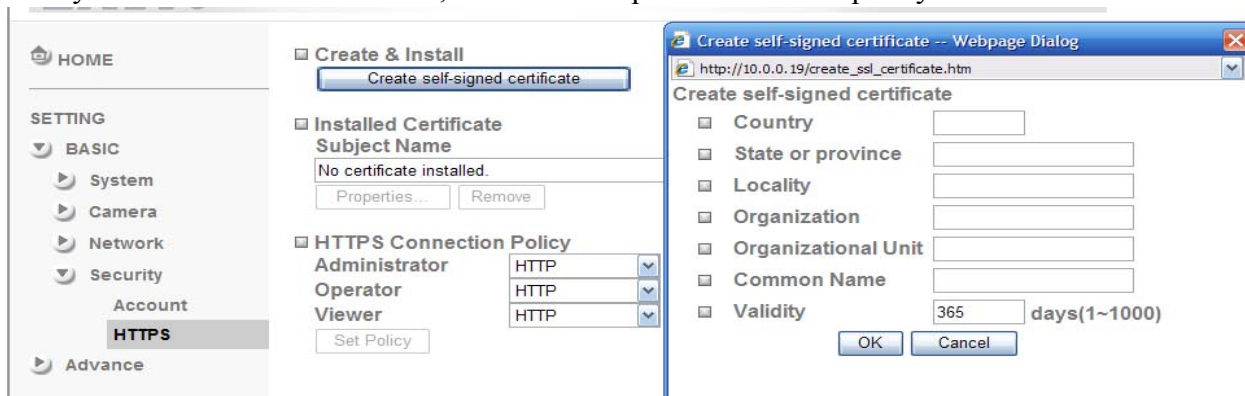 HOME
SETTING
BASIC
System
Camera
Network
Security
Account
HTTPS
Advance
Create & Install
Create self-signed certificate
Installed Certificate
Subject Name
No certificate installed.
Properties... Remove
HTTPS Connection Policy
Administrator HTTP
Operator HTTP
Viewer HTTP
Set Policy
Create self-signed certificate -- Webpage Dialog
http://10.0.0.19/create_ssl_certificate.htm
Create self-signed certificate
Country
State or province
Locality
Organization
Organizational Unit
Common Name
Validity 365 days(1~1000)
OK Cancel